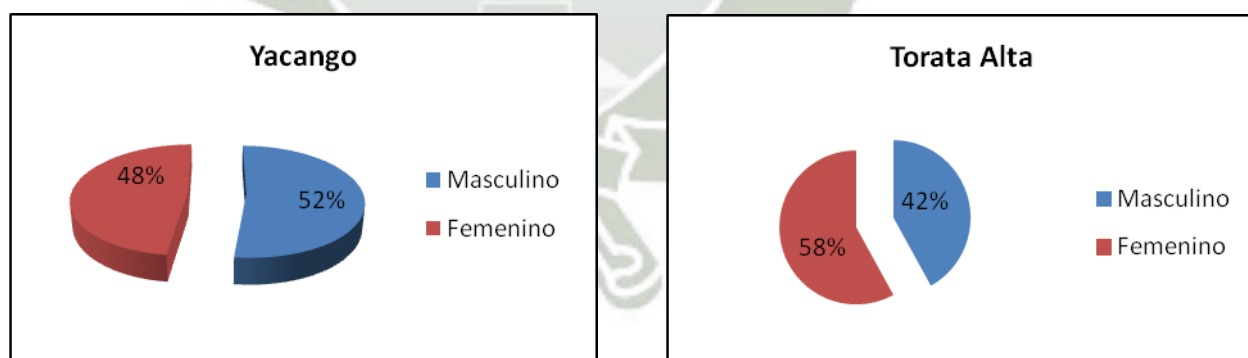 Yacango
48%
52%
Masculino
Femenino
Torata Alta
42%
58%
Masculino
Femenino